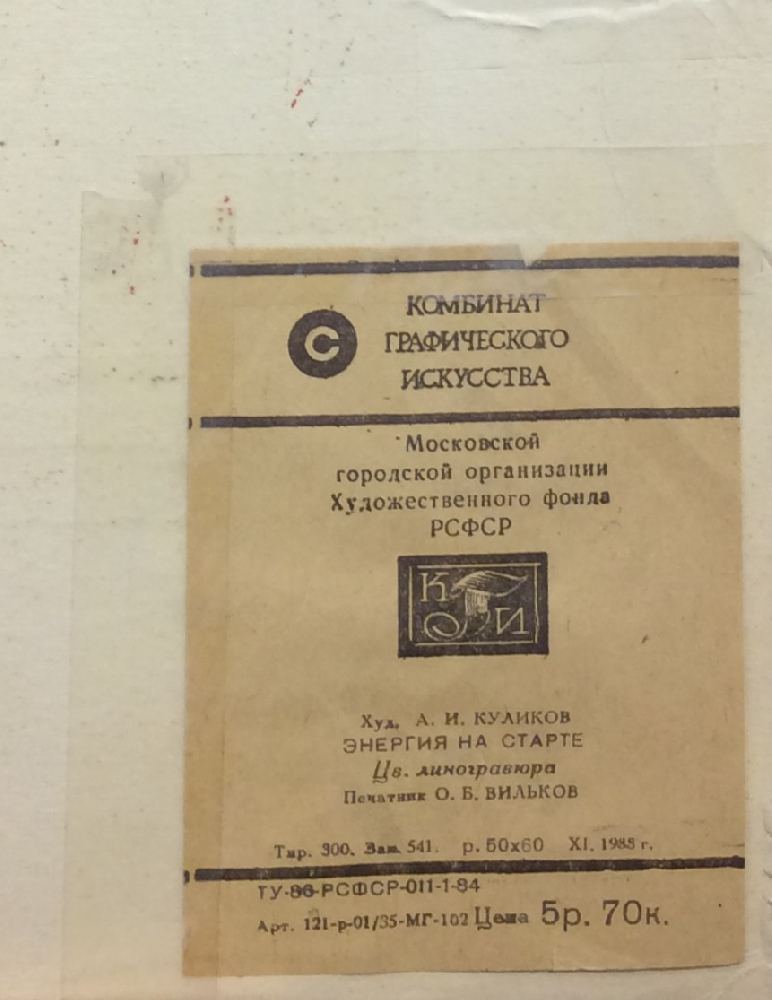 С
КОМБИНАТ
ГРАФИЧЕСКОГО
ИСКУССТВА
Московской
городской организации
Художественного фонда
РСФСР
К
И
Худ. А. И. КУЛИКОВ
ЭНЕРГИЯ НА СТАРТЕ
Цв. линогравюра
Печатник О. Б. ВИЛЬКОВ
Тир. 300. Зак. 541. р. 50х60 XI. 1988 г.
ТУ-86-РСФСР-011-1-84
Арт. 121-р-01/35-МГ-102 Цена 5р. 70к.